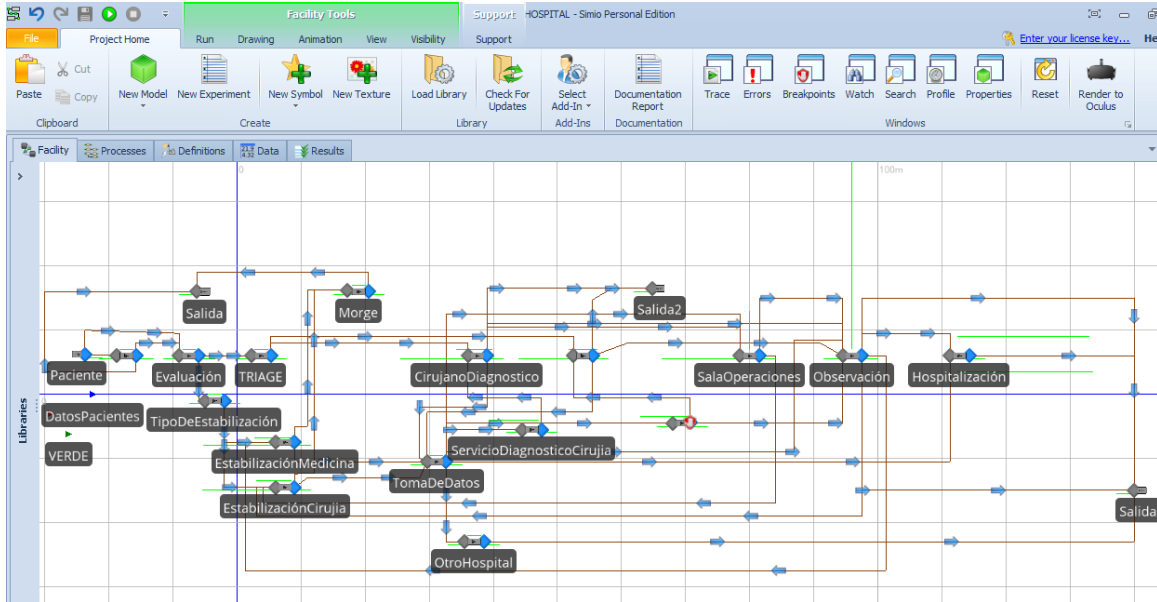 Facility Tools
Support
HOSPITAL - Simio Personal Edition
File
Project Home
Run
Drawing
Animation
View
Visibility
Support
Enter your license key...
He
Paste
Cut
Copy
New Model
New Experiment
New Symbol
New Texture
Load Library
Check For
Updates
Select
Add-In
Documentation
Report
Trace
Errors
Breakpoints
Watch
Search
Profile
Properties
Reset
Render to
Oculus
Clipboard
Create
Library
Add-Ins
Documentation
Windows
Facility
Processes
Definitions
Data
Results
Libraries
0
100m
Salida
Morge
Salida2
Paciente
Evaluación
TRIAGE
CirujanoDiagnostico
SalaOperaciones
Observación
Hospitalización
DatosPacientes
TipoDeEstabilización
VERDE
EstabilizaciónMedicina
ServicioDiagnosticoCirujia
TomaDeDatos
EstabilizaciónCirujia
Salida
OtroHospital